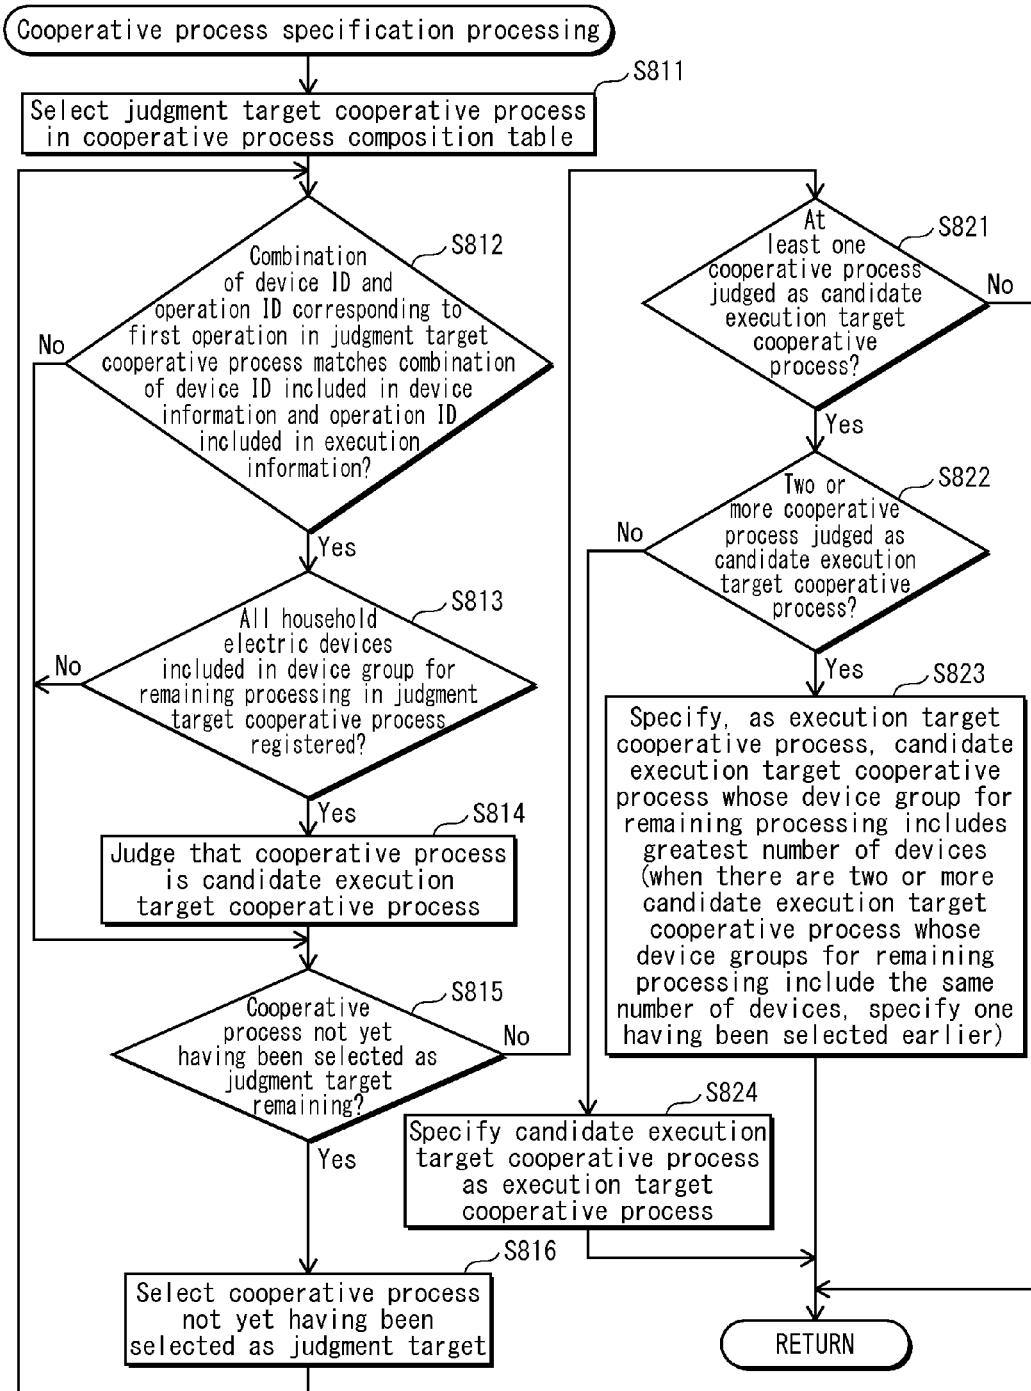 Cooperative process specification processing
S811
Select judgment target cooperative process
in cooperative process composition table
S812
Combination
of device ID and
operation ID corresponding to
first operation in judgment target
cooperative process matches combination
of device ID included in device
information and operation ID
included in execution
information?
No
Yes
S813
All household
electric devices
included in device group for
remaining processing in judgment
target cooperative process
registered?
No
Yes
S814
Judge that cooperative process
is candidate execution
target cooperative process
S815
Cooperative
process not yet
having been selected as
judgment target
remaining?
No
Yes
S816
Select cooperative process
not yet having been
selected as judgment target
S821
At
least one
cooperative process
judged as candidate
execution target
cooperative
process?
No
Yes
S822
Two or
more cooperative
process judged as
candidate execution
target cooperative
process?
No
Yes
S823
Specify, as execution target
cooperative process, candidate
execution target cooperative
process whose device group for
remaining processing includes
greatest number of devices
(when there are two or more
candidate execution target
cooperative process whose
device groups for remaining
processing include the same
number of devices, specify one
having been selected earlier)
S824
Specify candidate execution
target cooperative process
as execution target
cooperative process
RETURN